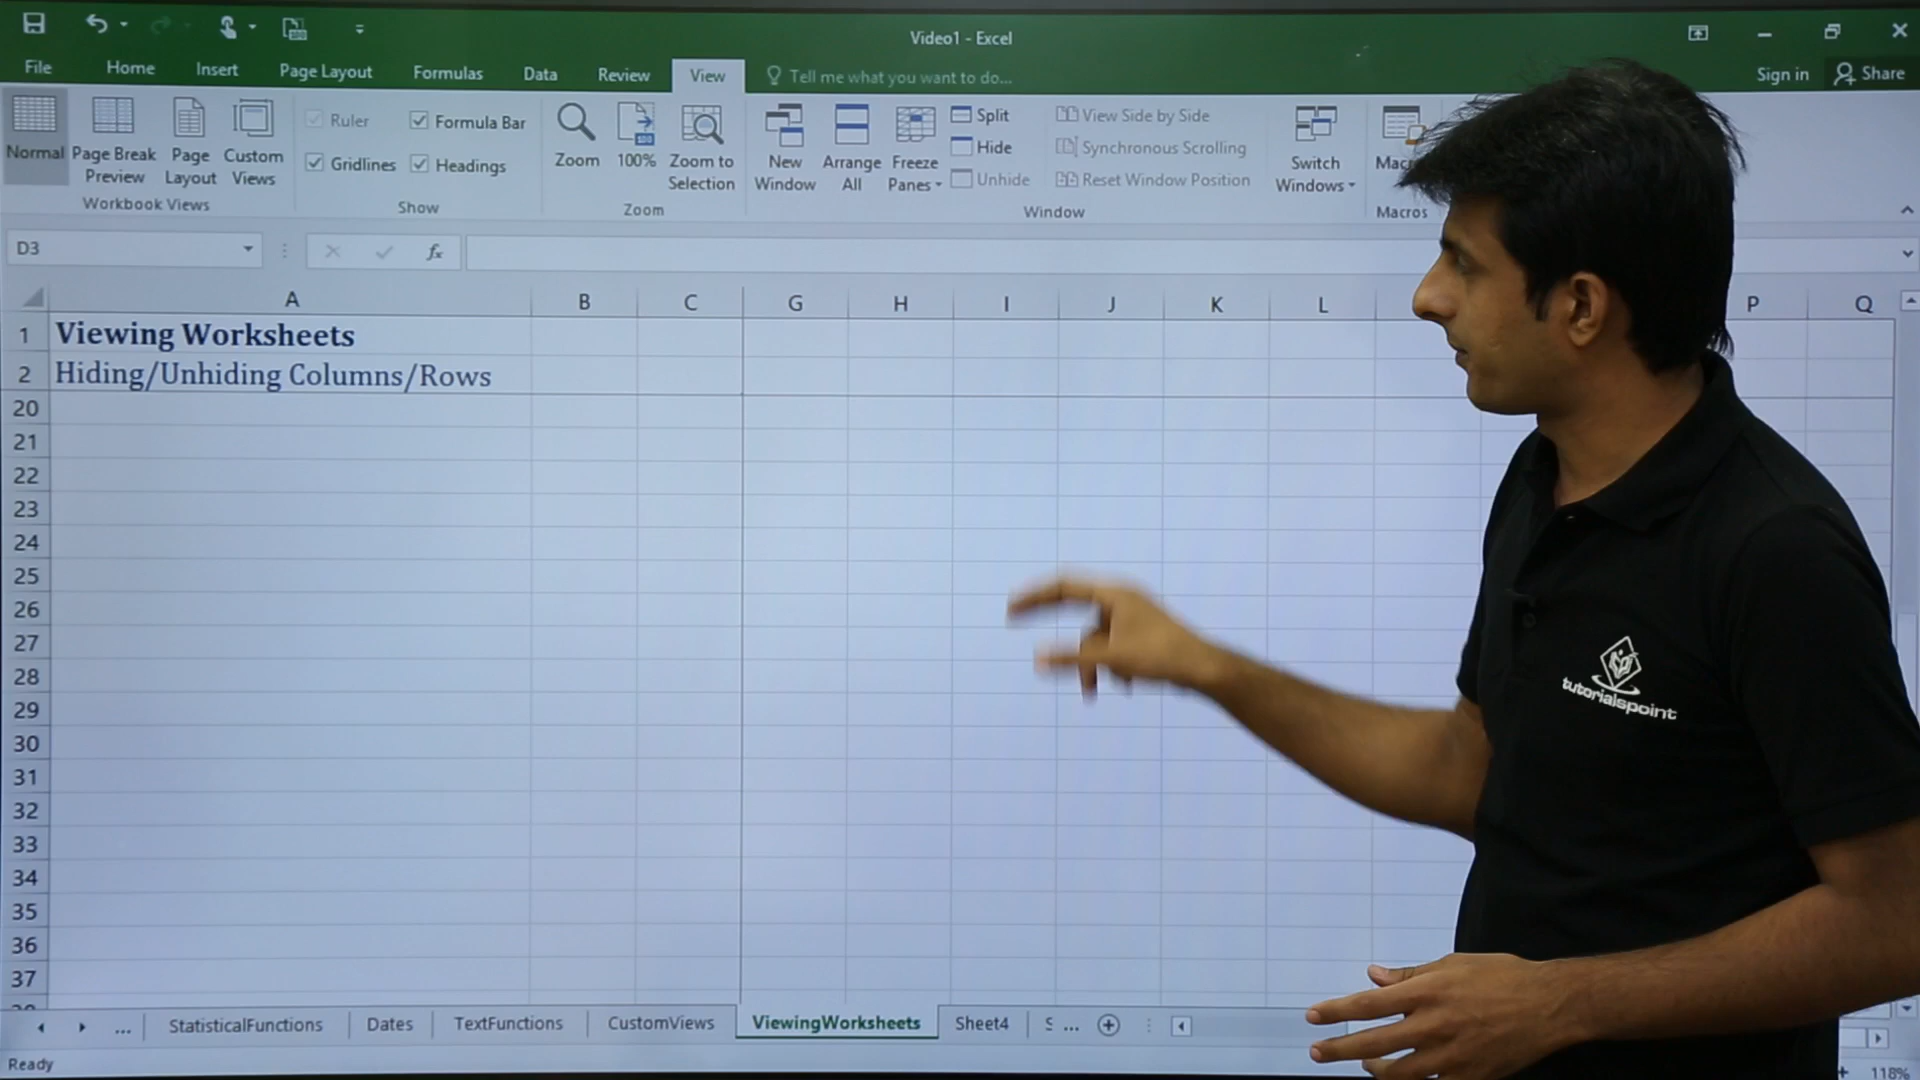 Video1 - Excel
File Home Insert Page Layout Formulas Data Review View Tell me what you want to do... Sign in Share
Normal Page Break Preview Page Layout Custom Views
Workbook Views
Ruler Formula Bar
Gridlines Headings
Show
Zoom 100% Zoom to Selection
Zoom
New Window Arrange All Freeze Panes
Split
Hide
Unhide
View Side by Side
Synchronous Scrolling
Reset Window Position
Switch Windows
Window
Macros
D3
fx
A B C G H I J K L P Q
1 Viewing Worksheets
2 Hiding/Unhiding Columns/Rows
20
21
22
23
24
25
26
27
28
29
30
31
32
33
34
35
36
37
tutorialspoint
... StatisticalFunctions Dates TextFunctions CustomViews ViewingWorksheets Sheet4 S ...
Ready
118%